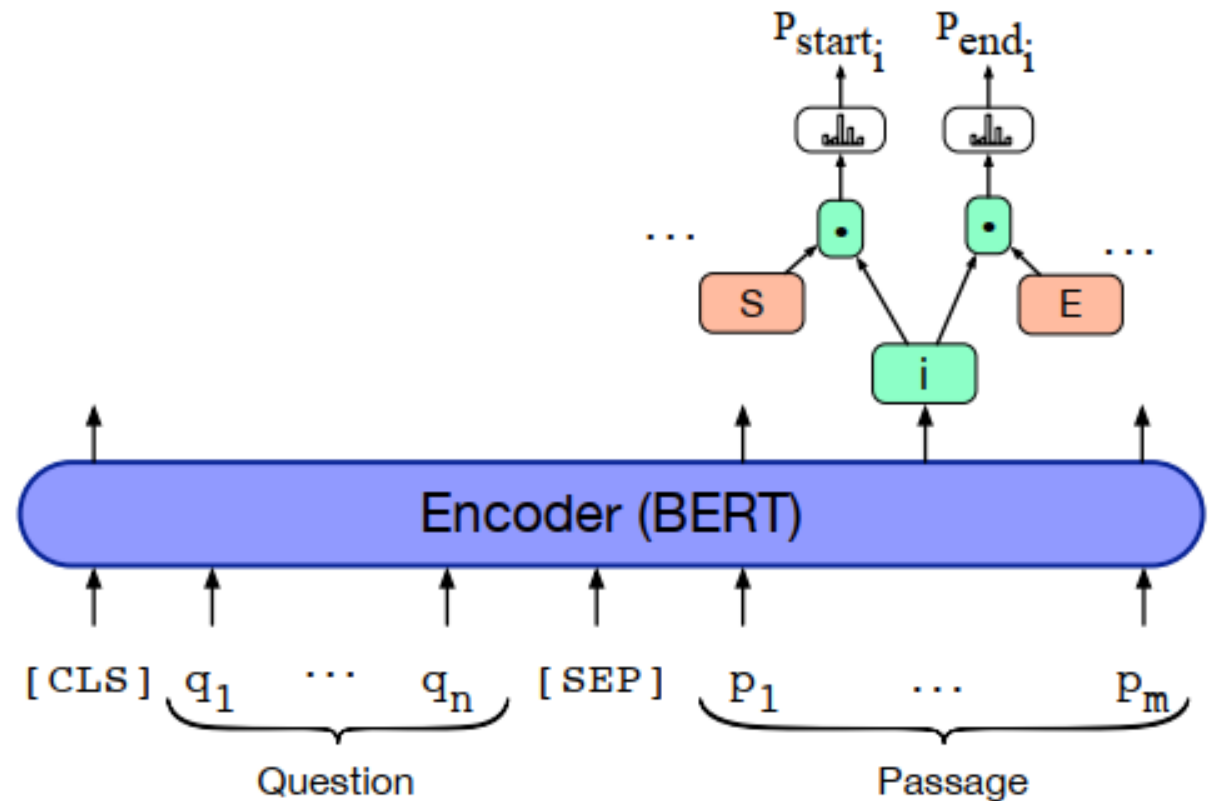 Pstarti Pendi
• •
... ...
S E
i
Encoder (BERT)
[CLS] q1 ... qn [SEP] p1 ... pm
Question Passage